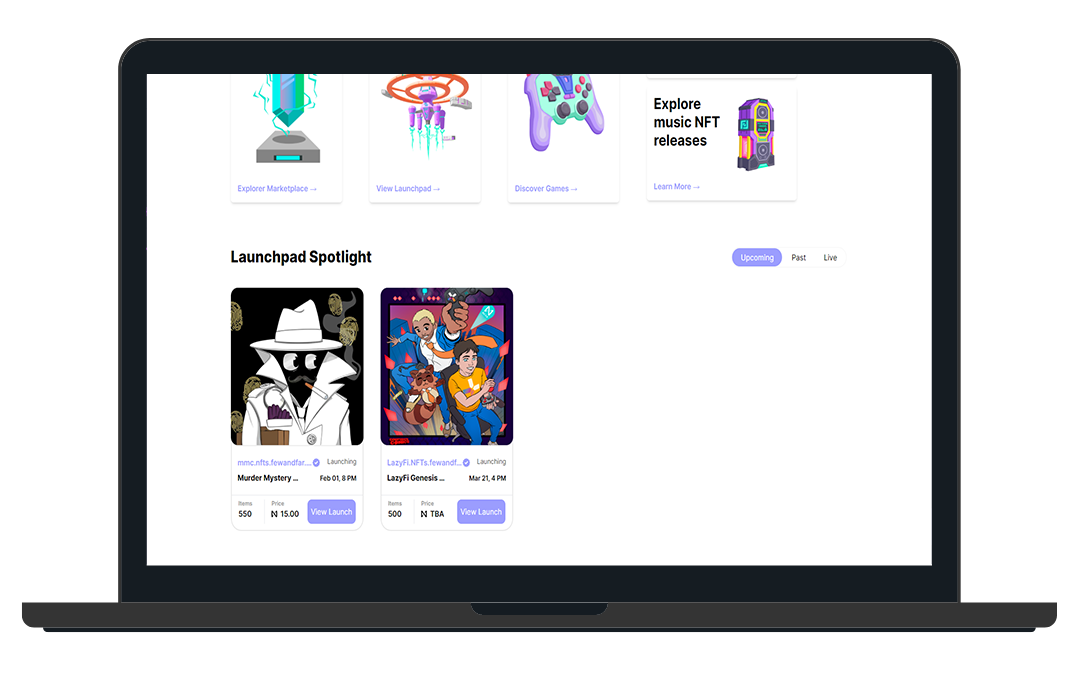 Explorer Marketplace →
View Launchpad →
Discover Games →
Explore
music NFT
releases
Learn More →
Launchpad Spotlight
Upcoming Past Live
mmc.nfts.fewandfar.... Launching
Murder Mystery ... Feb 01, 8 PM
Items Price
550 15.00 View Launch
LazyFi.NFTs.fewandf... Launching
LazyFi Genesis ... Mar 21, 4 PM
Items Price
500 TBA View Launch